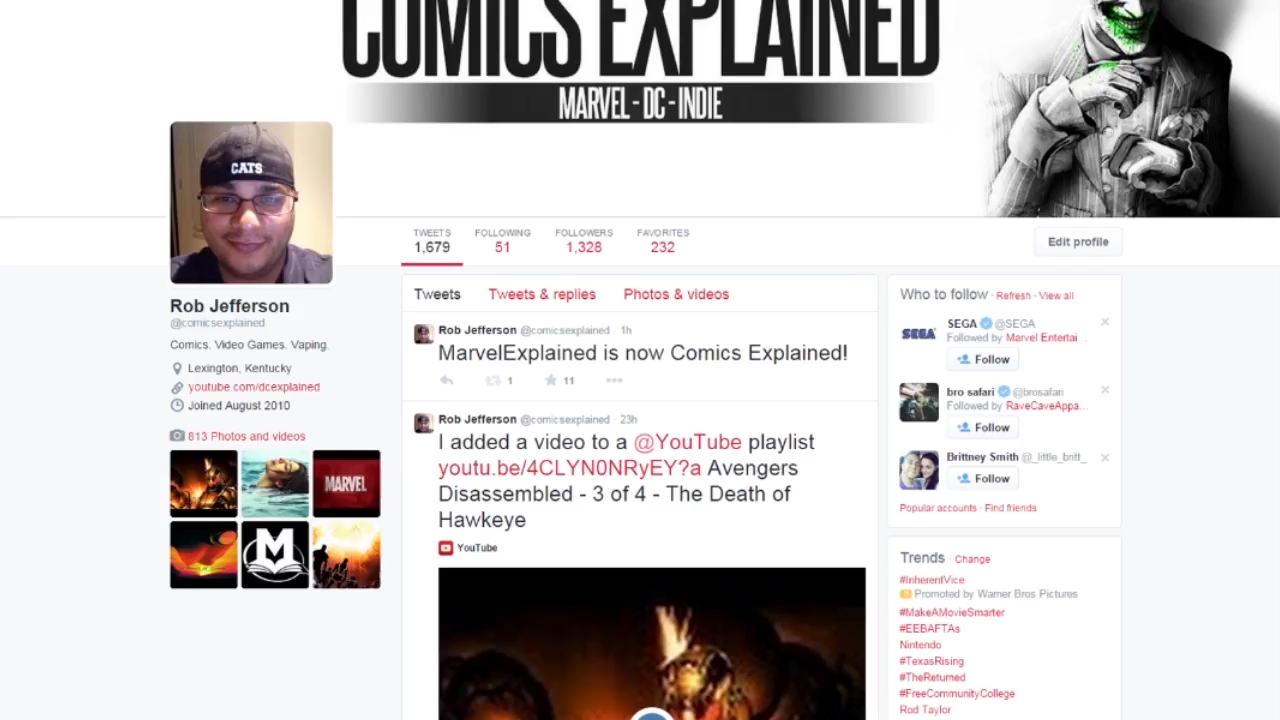 COMICS EXPLAINED
MARVEL - DC - INDIE
CATS
TWEETS
1,679
FOLLOWING
51
FOLLOWERS
1,328
FAVORITES
232
Edit profile
Rob Jefferson
@comicsexplained
Comics. Video Games. Vaping.
Lexington, Kentucky
youtube.com/dcexplained
Joined August 2010
813 Photos and videos
MARVEL
M
Tweets Tweets & replies Photos & videos
Rob Jefferson @comicsexplained · 1h
MarvelExplained is now Comics Explained!
1 11
Rob Jefferson @comicsexplained · 23h
I added a video to a @YouTube playlist
youtu.be/4CLYN0NRyEY?a Avengers
Disassembled - 3 of 4 - The Death of
Hawkeye
YouTube
Who to follow · Refresh · View all
SEGA
SEGA @SEGA
Followed by Marvel Entertai...
Follow
bro safari @brosafari
Followed by RaveCaveAppa...
Follow
Brittney Smith @_little_britt_
Follow
Popular accounts · Find friends
Trends · Change
#InherentVice
Promoted by Warner Bros Pictures
#MakeAMovieSmarter
#EEBAFTAs
Nintendo
#TexasRising
#TheReturned
#FreeCommunityCollege
Rod Taylor